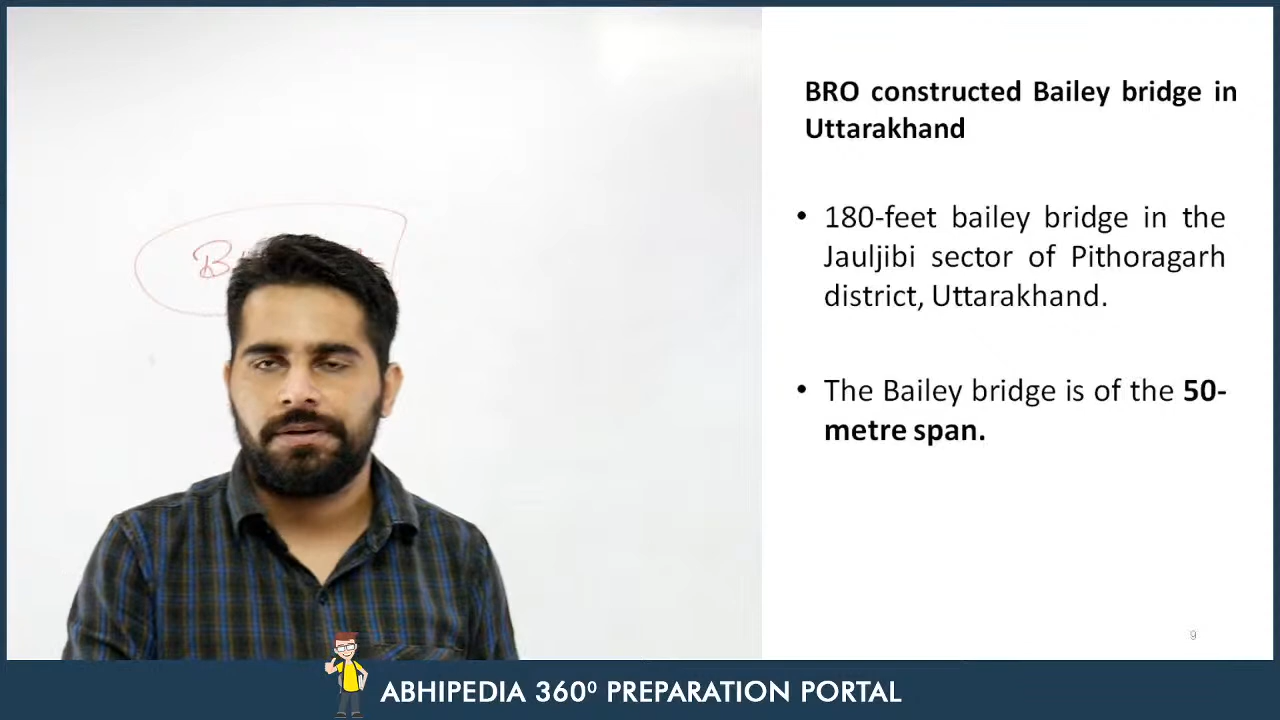 BRO constructed Bailey bridge in
Uttarakhand
• 180-feet bailey bridge in the
Jauljibi sector of Pithoragarh
district, Uttarakhand.
• The Bailey bridge is of the 50-
metre span.
9
ABHIPEDIA 360⁰ PREPARATION PORTAL